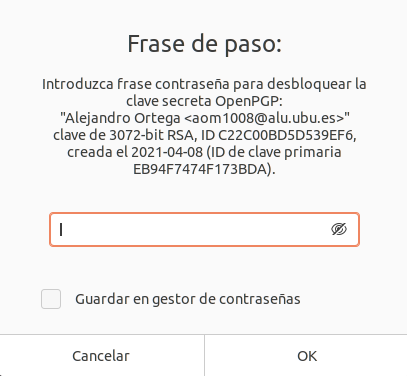 Frase de paso:
Introduzca frase contraseña para desbloquear la
clave secreta OpenPGP:
"Alejandro Ortega <aom1008@alu.ubu.es>"
clave de 3072-bit RSA, ID C22C00BD5D539EF6,
creada el 2021-04-08 (ID de clave primaria
EB94F7474F173BDA).
Guardar en gestor de contraseñas
Cancelar
OK